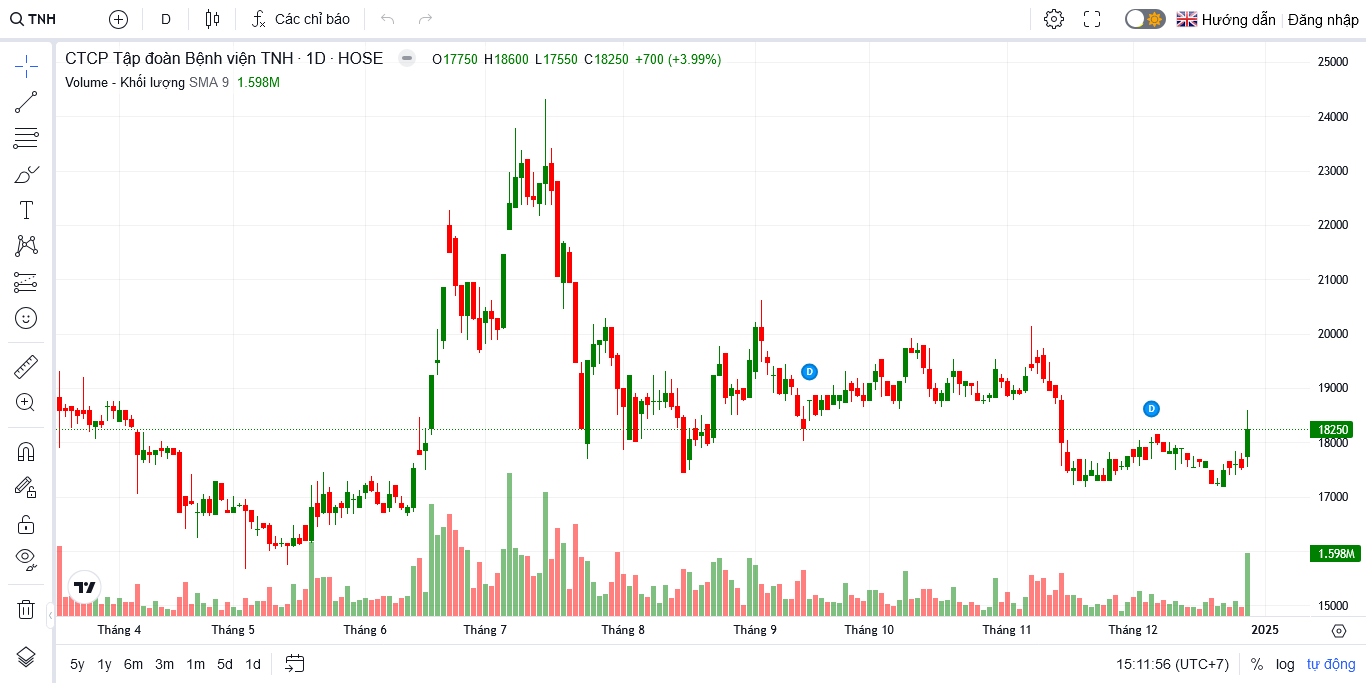 TNH D Các chỉ báo Hướng dẫn Đăng nhập
CTCP Tập đoàn Bệnh viện TNH · 1D · HOSE O17750 H18600 L17550 C18250 +700 (+3.99%)
Volume - Khối lượng SMA 9 1.598M
25000
24000
23000
22000
21000
20000
19000
D
D
18250
18000
17000
1.598M
15000
Tháng 4 Tháng 5 Tháng 6 Tháng 7 Tháng 8 Tháng 9 Tháng 10 Tháng 11 Tháng 12 2025
5y 1y 6m 3m 1m 5d 1d 15:11:56 (UTC+7) % log tự động